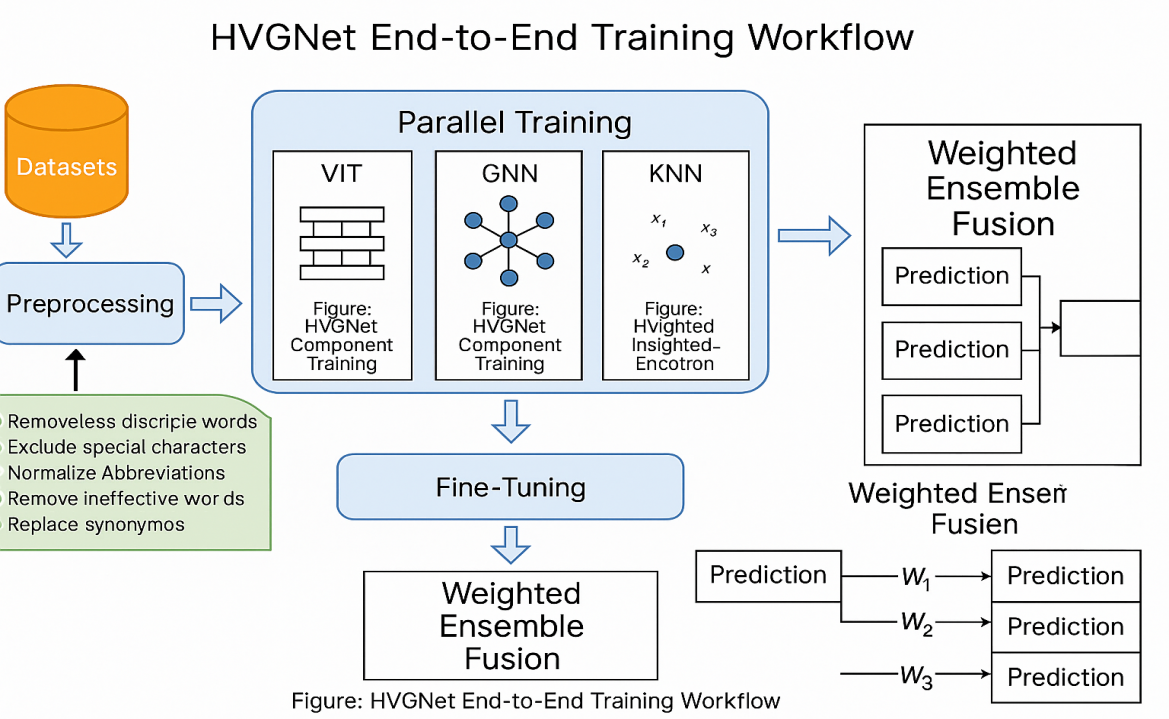 HVGNet End-to-End Training Workflow
Datasets
Preprocessing
Removeless discripie words
Exclude special characters
Normalize Abbreviations
Remove ineffective wor ds
Replace synonymos
Parallel Training
VIT
Figure:
HVGNet
Component
Training
GNN
Figure:
HVGNet
Component
Training
KNN
x1
x3
x2
x
Figure:
HVighted
Insighted-
Encotron
Fine-Tuning
Weighted
Ensemble
Fusion
Figure: HVGNet End-to-End Training Workflow
Weighted
Ensemble
Fusion
Prediction
Prediction
Prediction
Weighted Enser
Fusien
Prediction
W1
Prediction
W2
Prediction
W3
Prediction